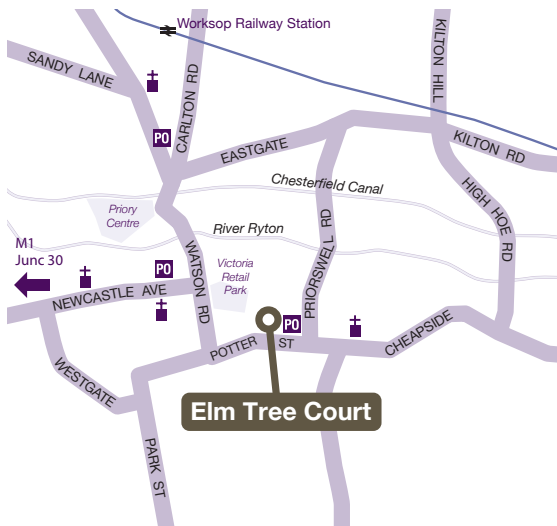 Worksop Railway Station
SANDY LANE
CARLTON RD
KILTON HILL
PO
EASTGATE
KILTON RD
Chesterfield Canal
HIGH HOE RD
Priory
Centre
River Ryton
PRIORSWELL RD
M1
Junc 30
PO
WATSON RD
Victoria
Retail
Park
NEWCASTLE AVE
PO
POTTER ST
CHEAPSIDE
WESTGATE
Elm Tree Court
PARK ST